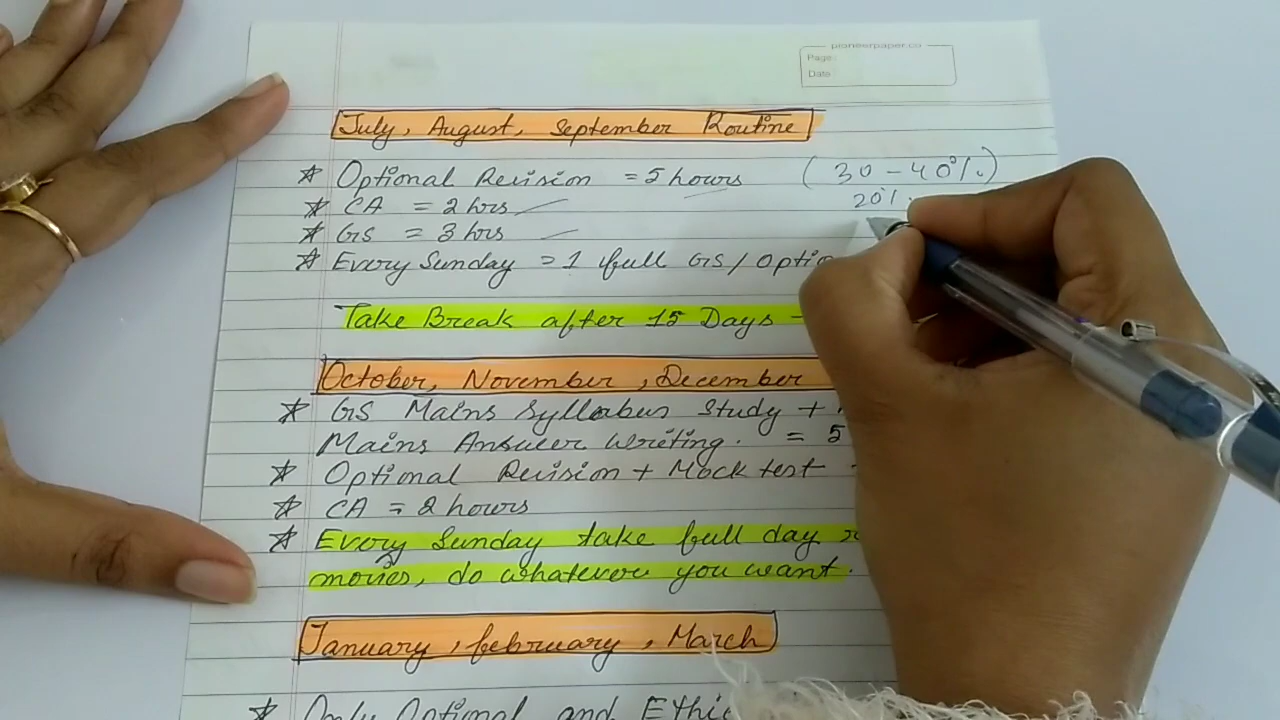 pioneerpaper.co
Page
Date
July, August, September Routine
* Optional Revision = 5 hours (30 - 40%)
20%
* CA = 2 hrs
* GS = 3 hrs
* Every Sunday = 1 full GS / Optio
Take Break after 15 Days -
October, November, December
* GS Mains Syllabus Study +
Mains Answer Writing. = 5
* Optional Revision + Mock test
* CA = 2 hours
* Every Sunday take full day
movies, do whatever you want.
January, february, March
* Only Optional and Ethic